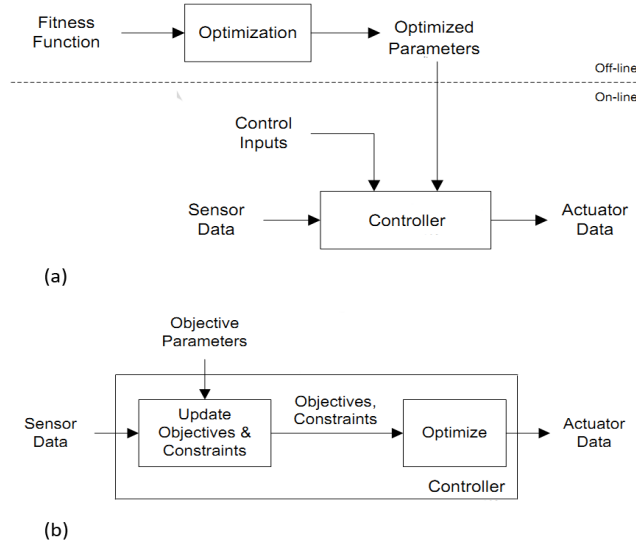 Fitness
Function
Optimization
Optimized
Parameters
Off-line
On-line
Control
Inputs
Sensor
Data
Controller
Actuator
Data
(a)
Objective
Parameters
Sensor
Data
Update
Objectives &
Constraints
Objectives,
Constraints
Optimize
Actuator
Data
Controller
(b)